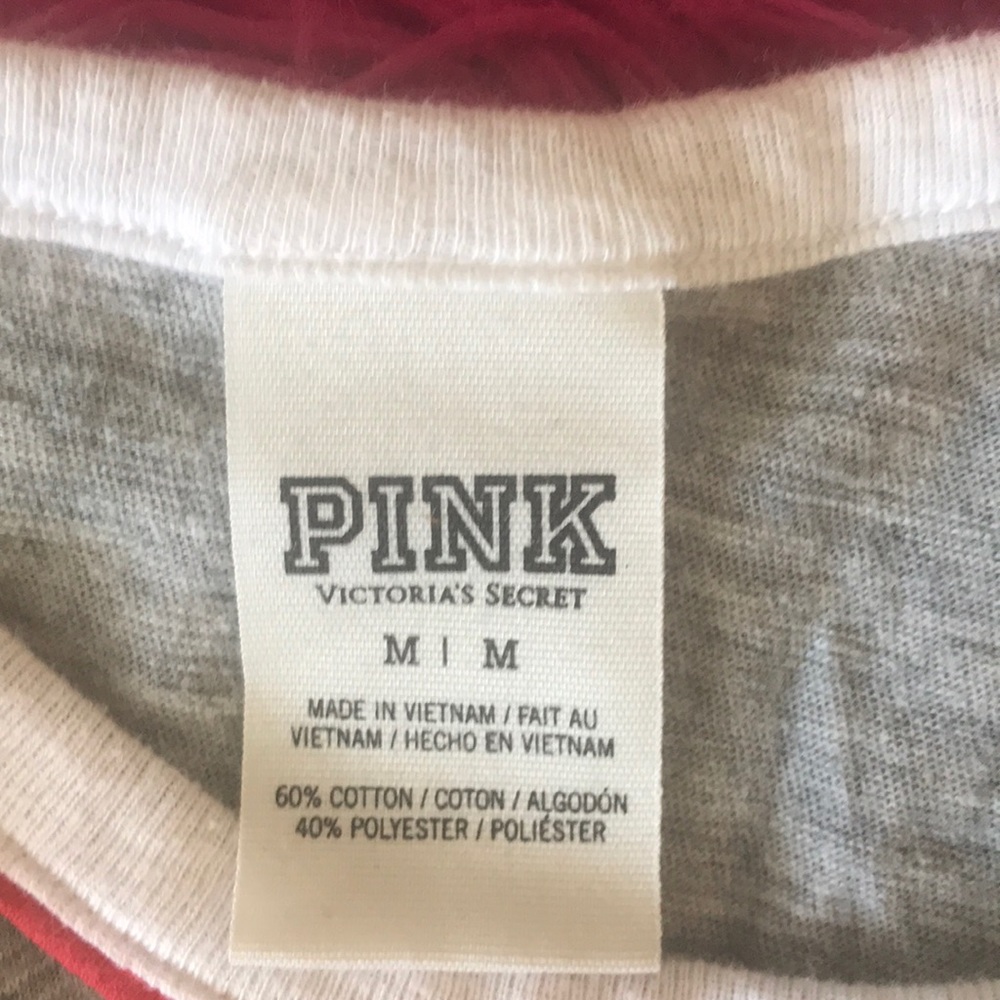 PINK
VICTORIA'S SECRET
M | M
MADE IN VIETNAM / FAIT AU
VIETNAM / HECHO EN VIETNAM
60% COTTON / COTON / ALGODÓN
40% POLYESTER / POLIÉSTER